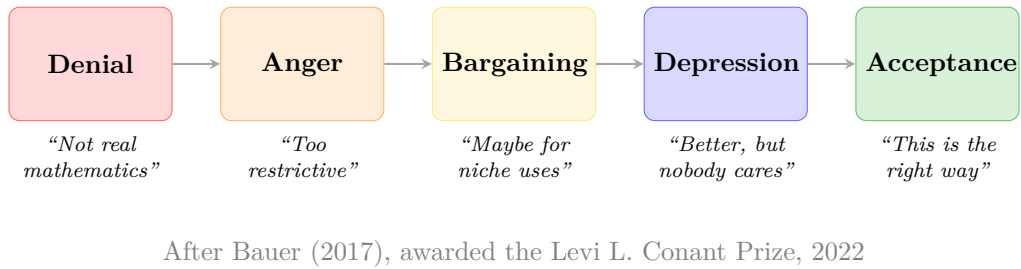 Denial
Anger
Bargaining
Depression
Acceptance
“Not real
mathematics”
“Too
restrictive”
“Maybe for
niche uses”
“Better, but
nobody cares”
“This is the
right way”
After Bauer (2017), awarded the Levi L. Conant Prize, 2022